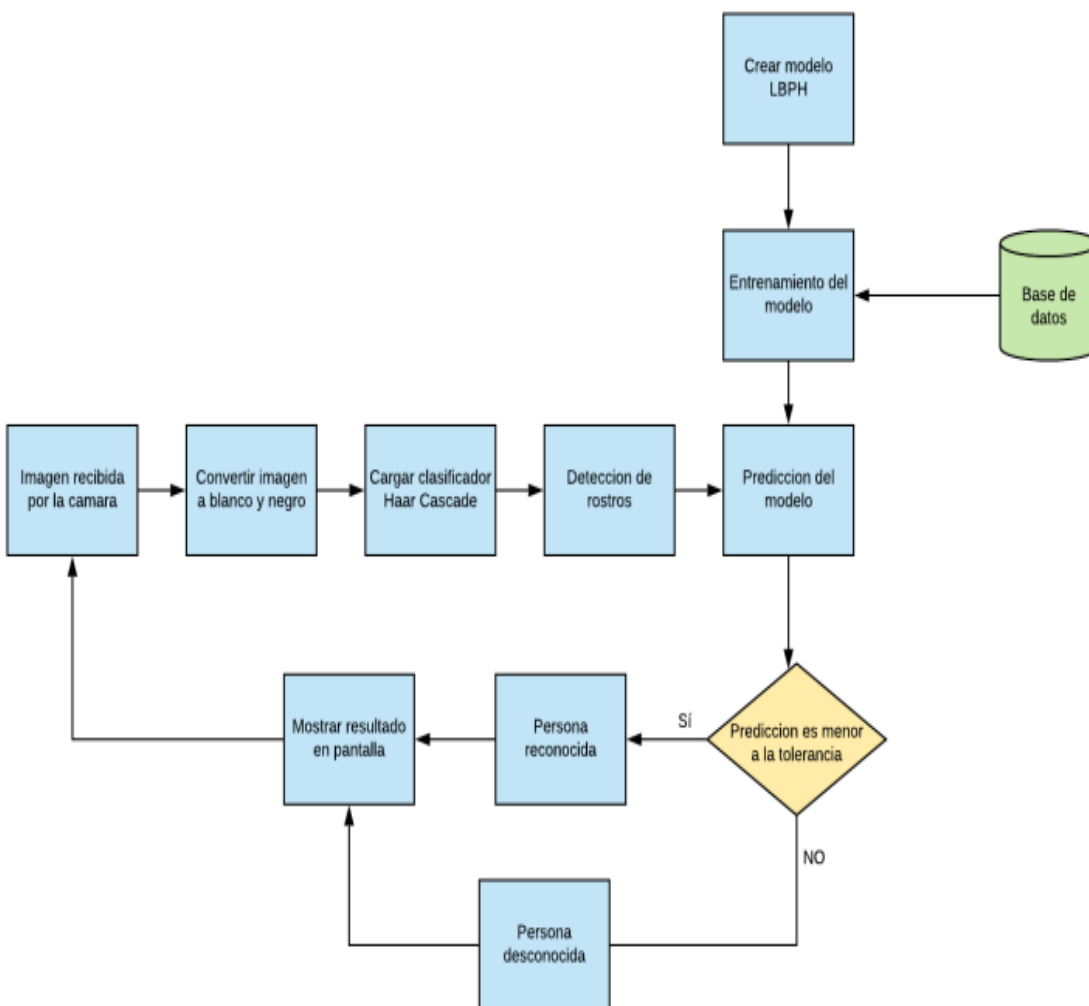 Crear modelo
LBPH
Entrenamiento del
modelo
Base de
datos
Imagen recibida
por la camara
Convertir imagen
a blanco y negro
Cargar clasificador
Haar Cascade
Deteccion de
rostros
Prediccion del
modelo
Mostrar resultado
en pantalla
Persona
reconocida
Sí
Prediccion es menor
a la tolerancia
NO
Persona
desconocida